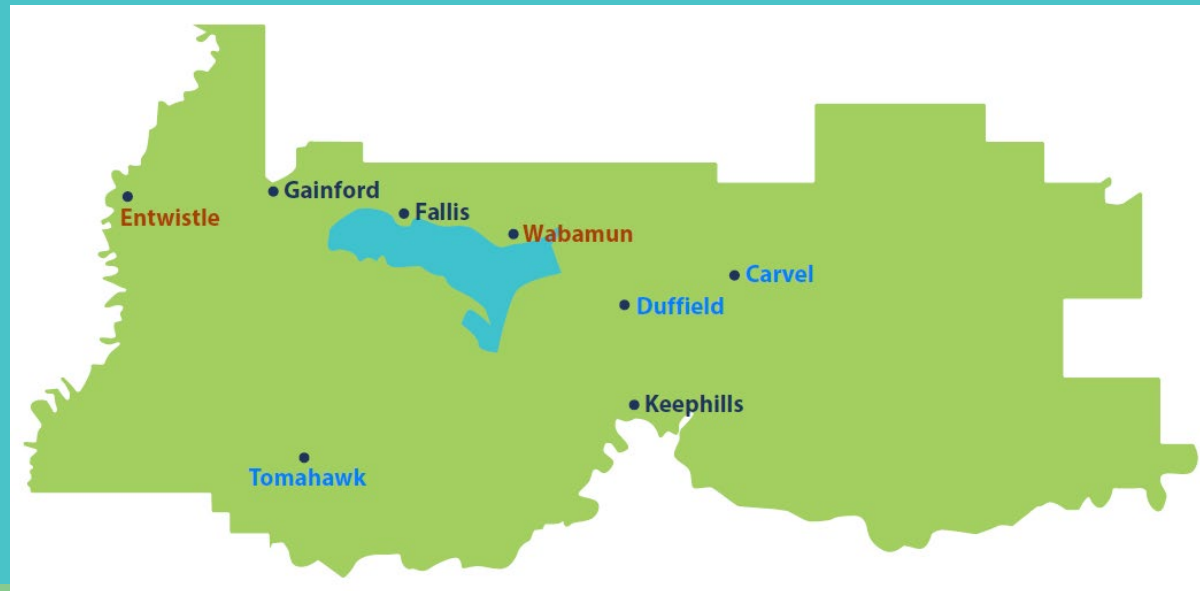 Gainford
Entwistle
Fallis
Wabamun
Carvel
Duffield
Keephills
Tomahawk